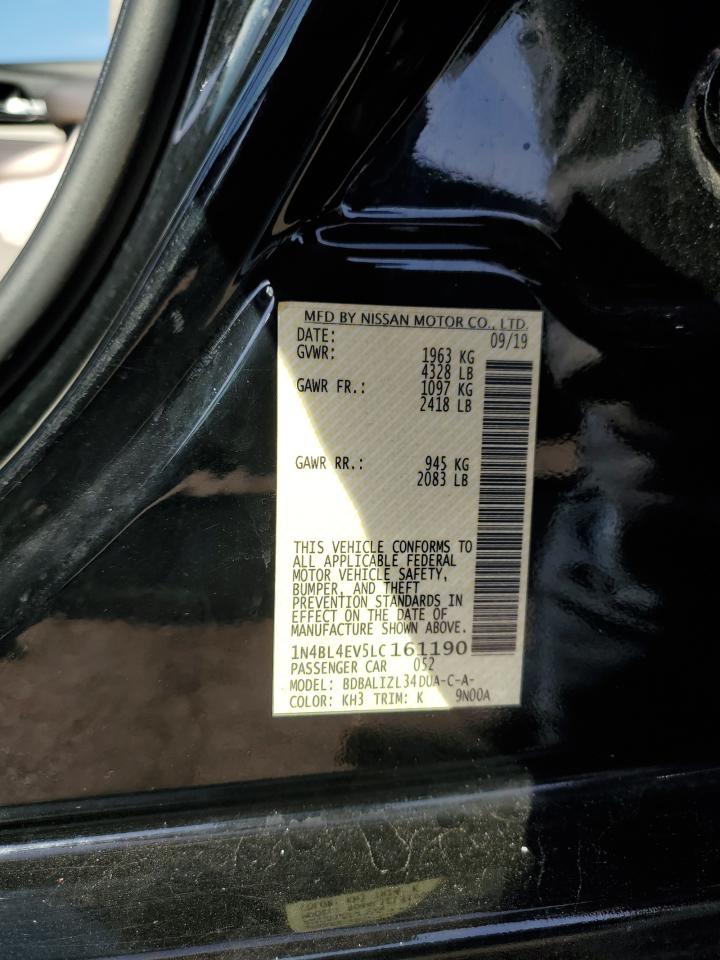 MFD BY NISSAN MOTOR CO., LTD.
DATE: 09/19
GVWR: 1963 KG
4328 LB
GAWR FR.: 1097 KG
2418 LB
GAWR RR.: 945 KG
2083 LB
THIS VEHICLE CONFORMS TO
ALL APPLICABLE FEDERAL
MOTOR VEHICLE SAFETY,
BUMPER, AND THEFT
PREVENTION STANDARDS IN
EFFECT ON THE DATE OF
MANUFACTURE SHOWN ABOVE.
1N4BL4EV5LC161190
PASSENGER CAR 052
MODEL: BDBALIZL34DUA-C-A-
COLOR: KH3 TRIM: K 9N00A